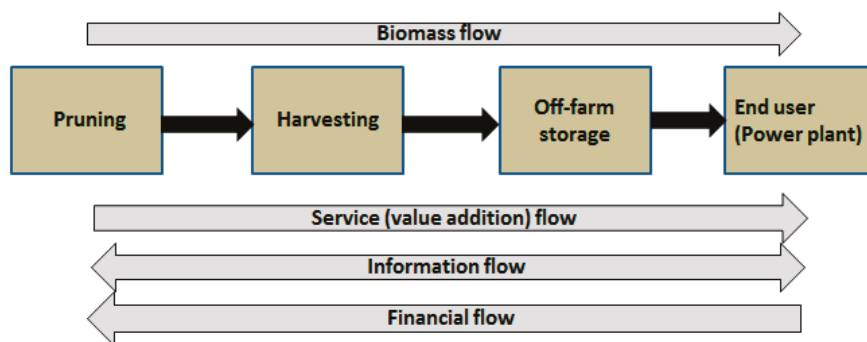 Biomass flow
Pruning
Harvesting
Off-farm
storage
End user
(Power plant)
Service (value addition) flow
Information flow
Financial flow